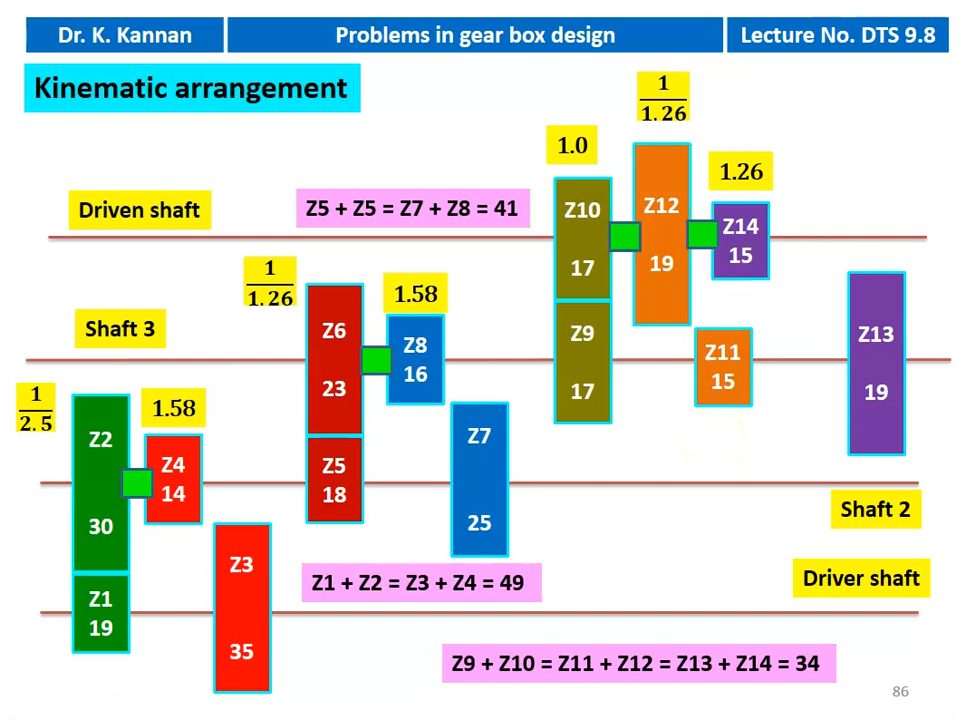 Dr. K. Kannan
Problems in gear box design
Lecture No. DTS 9.8
Kinematic arrangement
1
1.26
1.0
1.26
Driven shaft
Z5 + Z5 = Z7 + Z8 = 41
Z10
17
Z12
19
Z14
15
1
1.26
1.58
Shaft 3
Z6
23
Z8
16
Z9
17
Z11
15
Z13
19
1
2.5
1.58
Z2
30
Z4
14
Z5
18
Z7
25
Shaft 2
Z1 + Z2 = Z3 + Z4 = 49
Driver shaft
Z1
19
Z3
35
Z9 + Z10 = Z11 + Z12 = Z13 + Z14 = 34
86